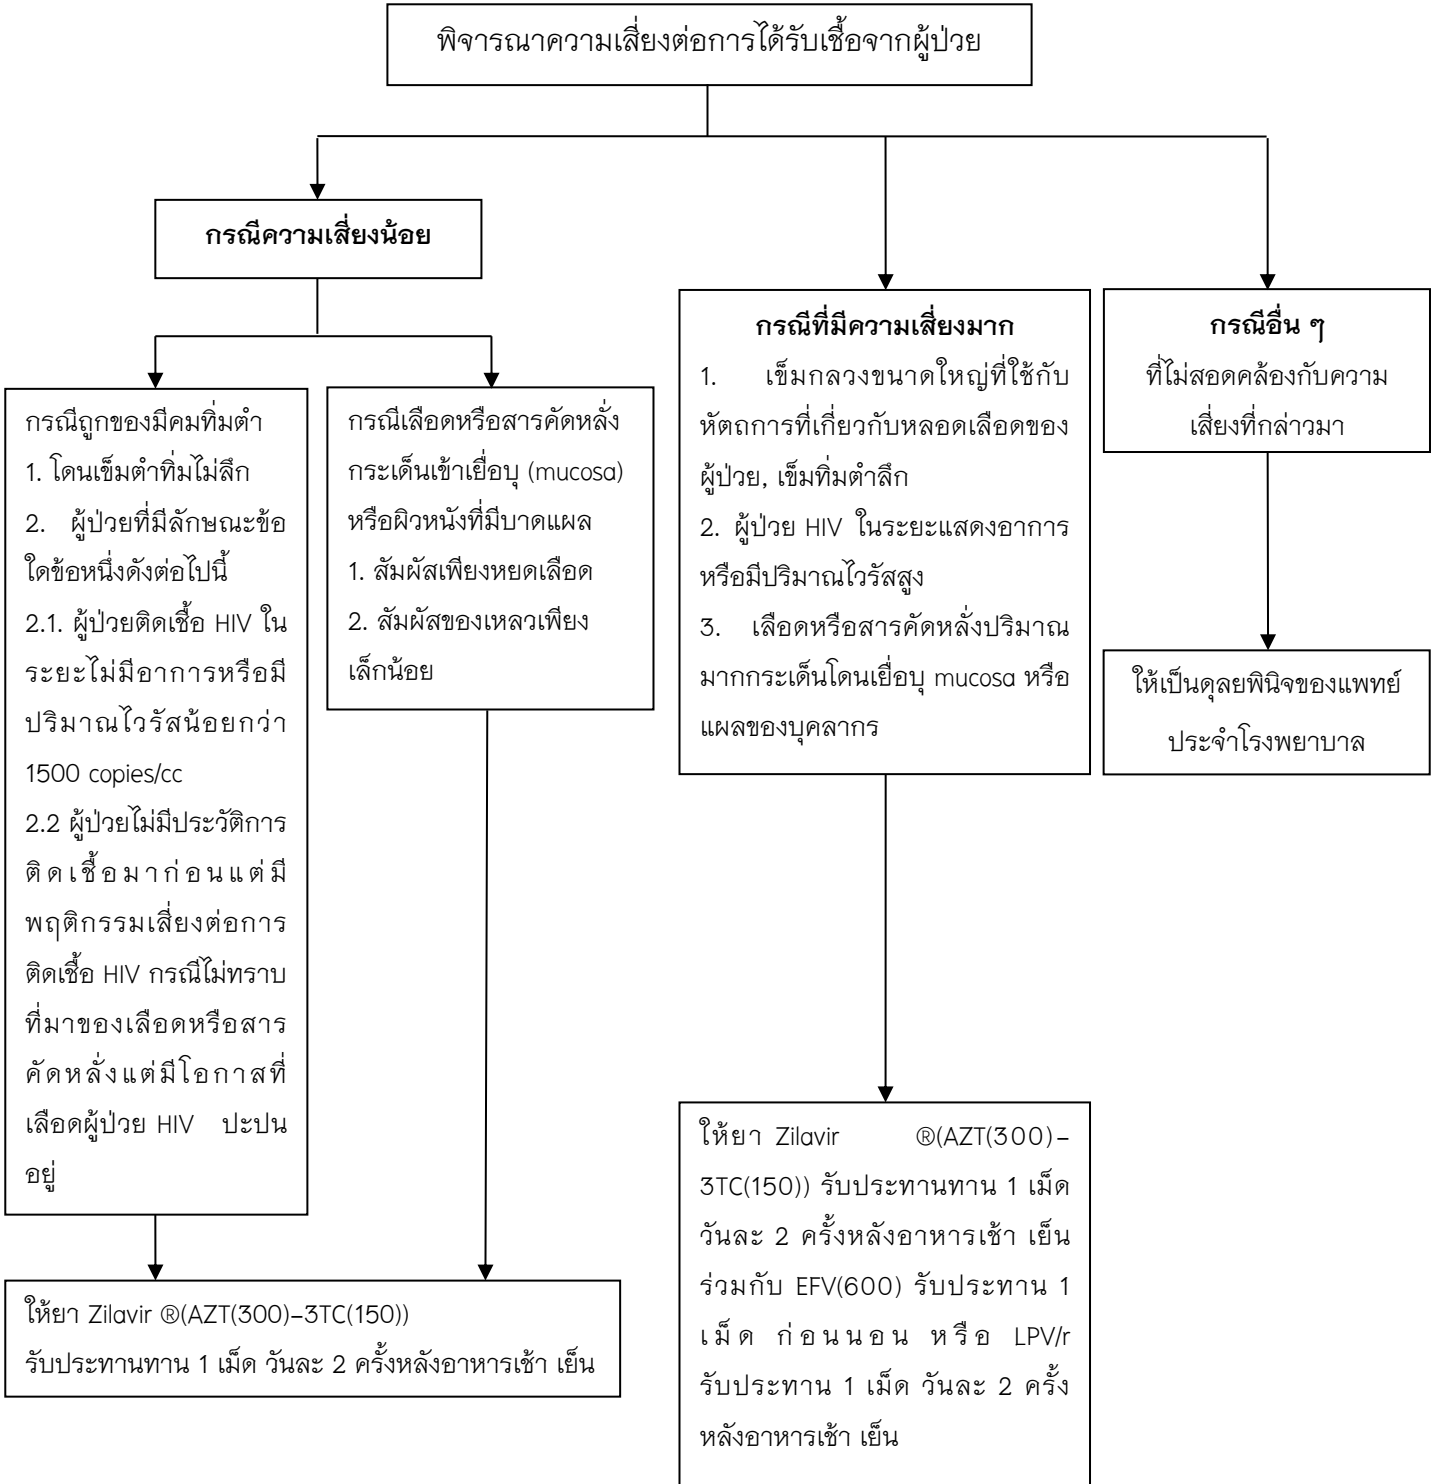 พิจารณาความเสี่ยงต่อการได้รับเชื้อจากผู้ป่วย
กรณีความเสี่ยงน้อย
กรณีถูกของมีคมทิ่มตำ
1. โดนเข็มตำทิ่มไม่ลึก
2. ผู้ป่วยที่มีลักษณะข้อ
ใดข้อหนึ่งดังต่อไปนี้
2.1. ผู้ป่วยติดเชื้อ HIV ใน
ระยะไม่มีอาการหรือมี
ปริมาณไวรัสน้อยกว่า
1500 copies/cc
2.2 ผู้ป่วยไม่มีประวัติการ
ติดเชื้อมาก่อนแต่มี
พฤติกรรมเสี่ยงต่อการ
ติดเชื้อ HIV กรณีไม่ทราบ
ที่มาของเลือดหรือสาร
คัดหลั่งแต่มีโอกาสที่
เลือดผู้ป่วย HIV ปะปน
อยู่
กรณีเลือดหรือสารคัดหลั่ง
กระเด็นเข้าเยื่อบุ (mucosa)
หรือผิวหนังที่มีบาดแผล
1. สัมผัสเพียงหยดเลือด
2. สัมผัสของเหลวเพียง
เล็กน้อย
ให้ยา Zilavir ®(AZT(300)–3TC(150))
รับประทานทาน 1 เม็ด วันละ 2 ครั้งหลังอาหารเช้า เย็น
กรณีที่มีความเสี่ยงมาก
1. เข็มกลวงขนาดใหญ่ที่ใช้กับ
หัตถการที่เกี่ยวกับหลอดเลือดของ
ผู้ป่วย, เข็มทิ่มตำลึก
2. ผู้ป่วย HIV ในระยะแสดงอาการ
หรือมีปริมาณไวรัสสูง
3. เลือดหรือสารคัดหลั่งปริมาณ
มากกระเด็นโดนเยื่อบุ mucosa หรือ
แผลของบุคลากร
ให้ยา Zilavir ®(AZT(300)–
3TC(150)) รับประทานทาน 1 เม็ด
วันละ 2 ครั้งหลังอาหารเช้า เย็น
ร่วมกับ EFV(600) รับประทาน 1
เม็ด ก่อนนอน หรือ LPV/r
รับประทาน 1 เม็ด วันละ 2 ครั้ง
หลังอาหารเช้า เย็น
กรณีอื่น ๆ
ที่ไม่สอดคล้องกับความ
เสี่ยงที่กล่าวมา
ให้เป็นดุลยพินิจของแพทย์
ประจำโรงพยาบาล